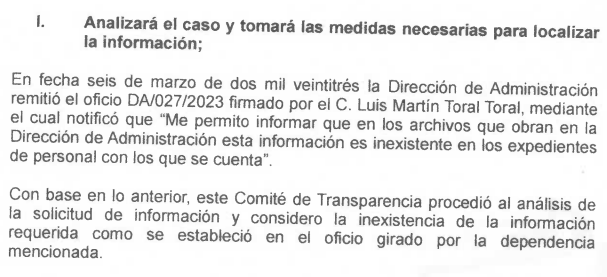 I. Analizará el caso y tomará las medidas necesarias para localizar
la información;
En fecha seis de marzo de dos mil veintitrés la Dirección de Administración
remitió el oficio DA/027/2023 firmado por el C. Luis Martín Toral Toral, mediante
el cual notificó que “Me permito informar que en los archivos que obran en la
Dirección de Administración esta información es inexistente en los expedientes
de personal con los que se cuenta”.
Con base en lo anterior, este Comité de Transparencia procedió al análisis de
la solicitud de información y considero la inexistencia de la información
requerida como se estableció en el oficio girado por la dependencia
mencionada.